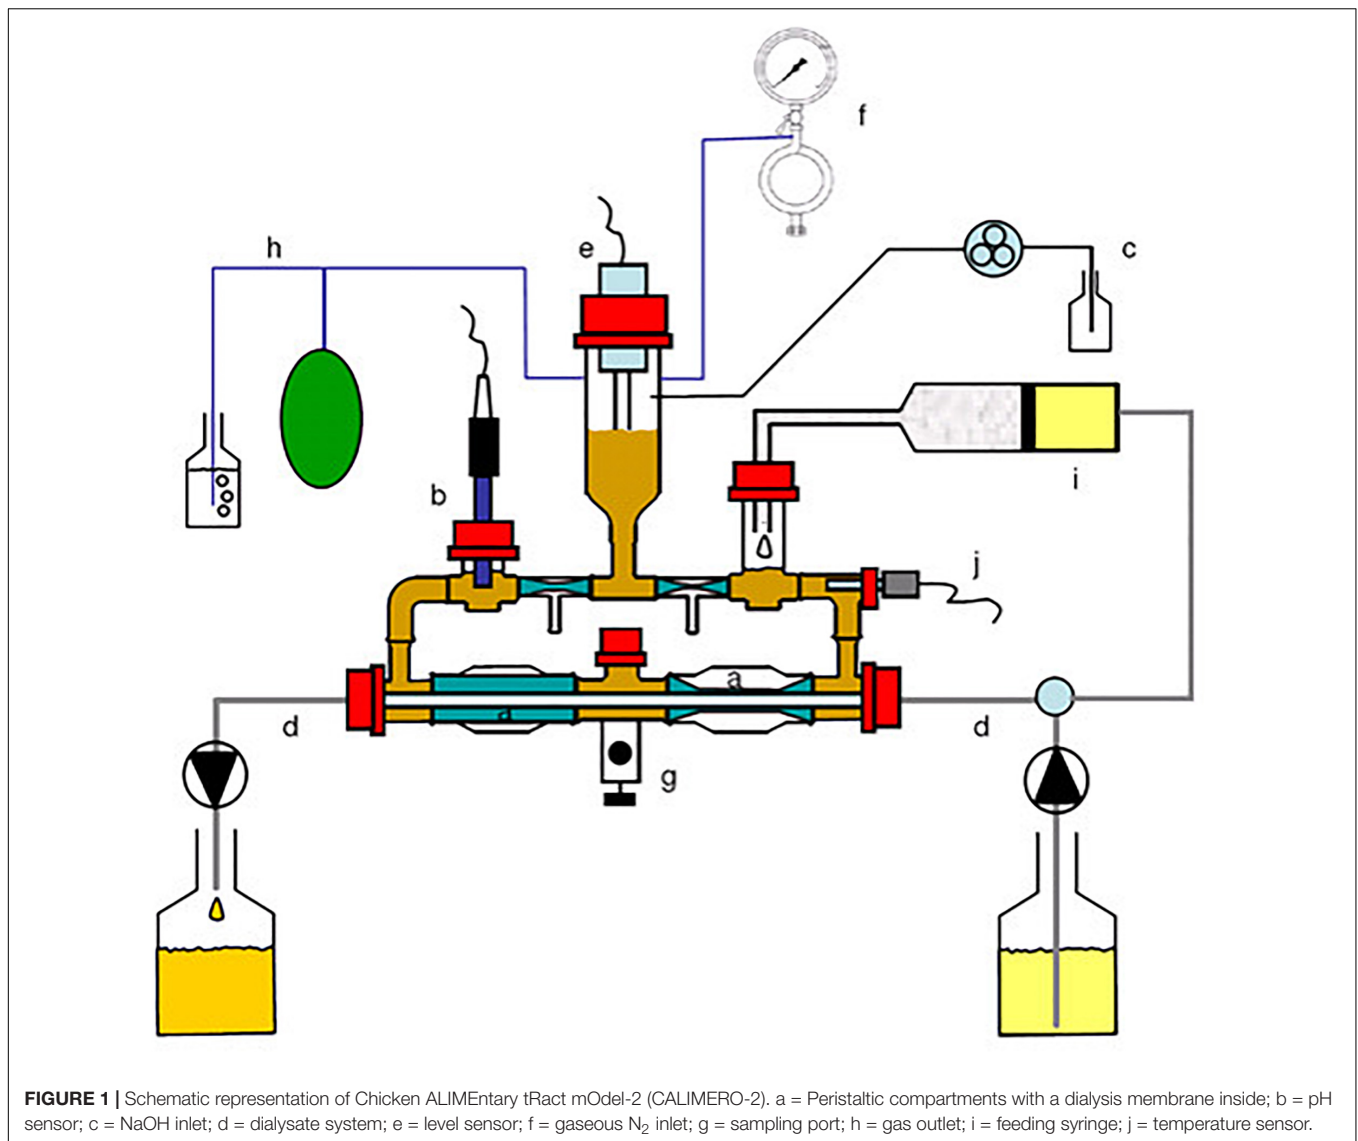 f
h
e
c
i
b
j
a
a
d
d
g
FIGURE 1 | Schematic representation of Chicken ALIMEntary tRact mOdel-2 (CALIMERO-2). a = Peristaltic compartments with a dialysis membrane inside; b = pH
sensor; c = NaOH inlet; d = dialysate system; e = level sensor; f = gaseous N₂ inlet; g = sampling port; h = gas outlet; i = feeding syringe; j = temperature sensor.